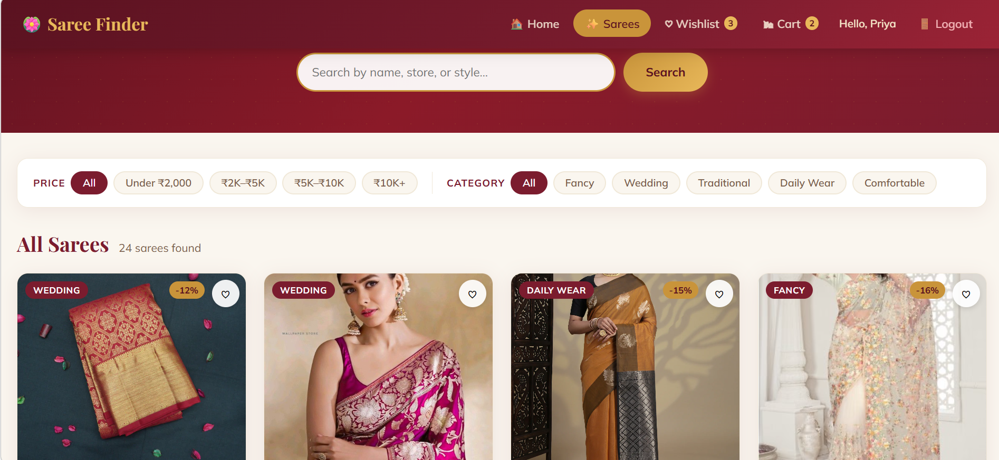 Saree Finder
Home
Sarees
Wishlist 3
Cart 2
Hello, Priya
Logout
Search by name, store, or style...
Search
PRICE All Under ₹2,000 ₹2K–₹5K ₹5K–₹10K ₹10K+ CATEGORY All Fancy Wedding Traditional Daily Wear Comfortable
All Sarees 24 sarees found
WEDDING -12%
WEDDING
WALLPAPER STORE
DAILY WEAR -15%
FANCY -16%